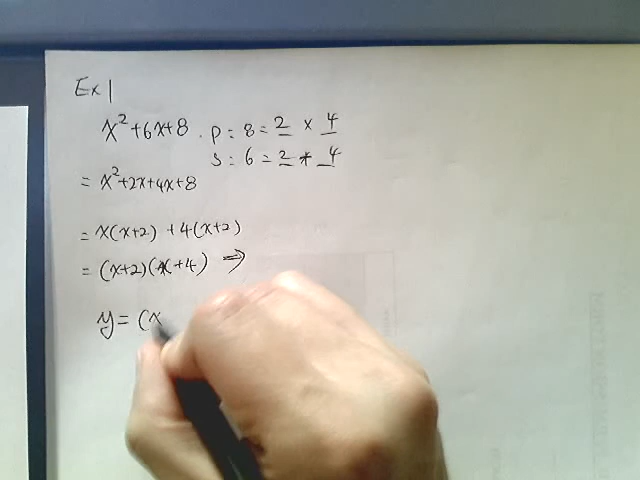 Ex 1
x²+6x+8. p = 8 = 2 × 4
s = 6 = 2 + 4
= x²+2x+4x+8
= x(x+2) + 4(x+2)
= (x+2)(x+4) ⇒
y = (x